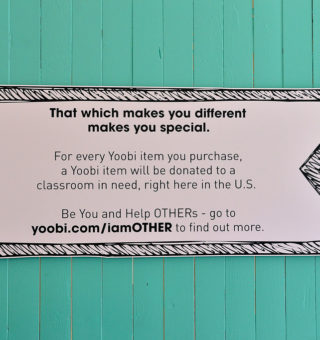 That which makes you different
makes you special.
For every Yoobi item you purchase,
a Yoobi item will be donated to a
classroom in need, right here in the U.S.
Be You and Help OTHERs - go to
yoobi.com/iamOTHER to find out more.